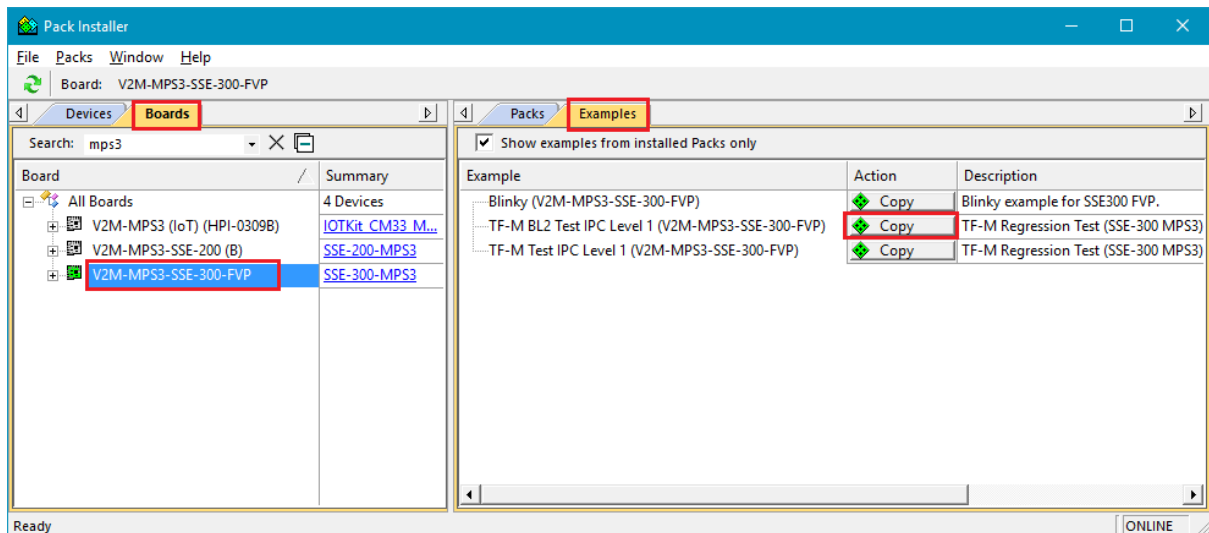 Pack Installer
File Packs Window Help
Board: V2M-MPS3-SSE-300-FVP
Devices Boards
Search: mps3
Board Summary
All Boards 4 Devices
V2M-MPS3 (IoT) (HPI-0309B) IOTKit_CM33_M...
V2M-MPS3-SSE-200 (B) SSE-200-MPS3
V2M-MPS3-SSE-300-FVP SSE-300-MPS3
Packs Examples
Show examples from installed Packs only
Example Action Description
Blinky (V2M-MPS3-SSE-300-FVP) Copy Blinky example for SSE300 FVP.
TF-M BL2 Test IPC Level 1 (V2M-MPS3-SSE-300-FVP) Copy TF-M Regression Test (SSE-300 MPS3)
TF-M Test IPC Level 1 (V2M-MPS3-SSE-300-FVP) Copy TF-M Regression Test (SSE-300 MPS3)
Ready ONLINE